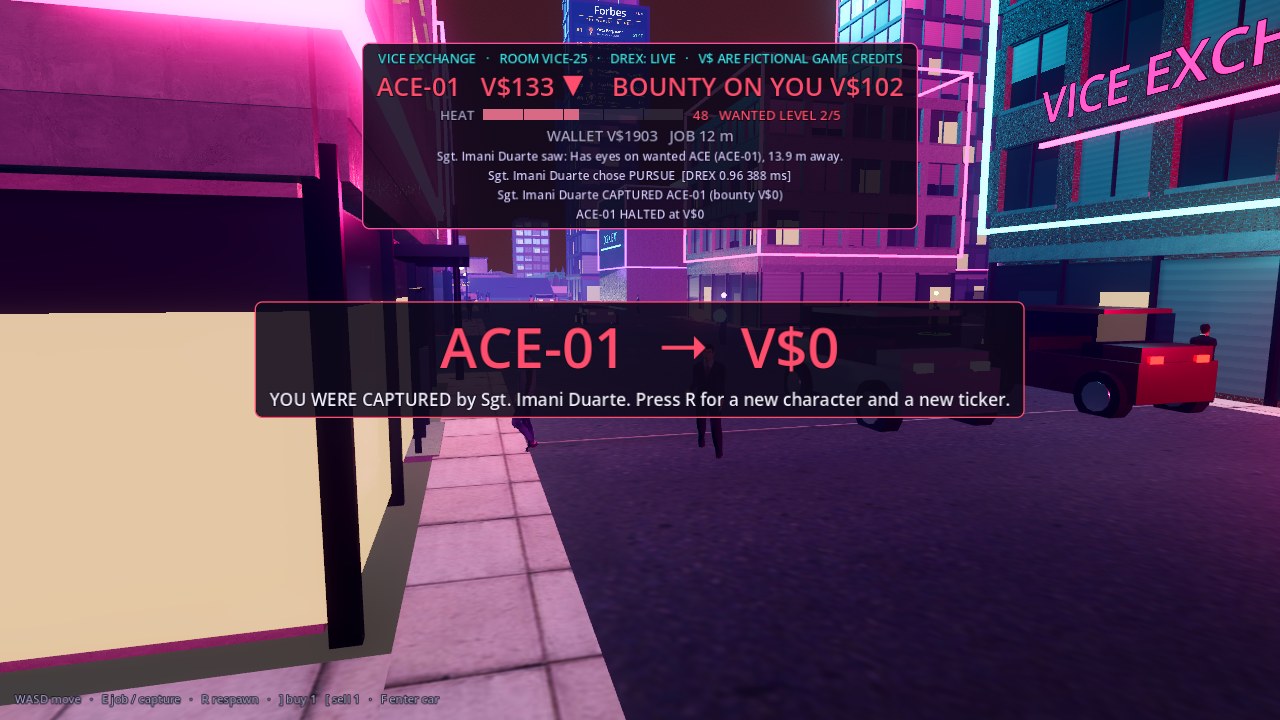 Forbes
VICE EXCHANGE · ROOM VICE-25 · DREX: LIVE · V$ ARE FICTIONAL GAME CREDITS
ACE-01 V$133 ▼ BOUNTY ON YOU V$102
HEAT 48 WANTED LEVEL 2/5
WALLET V$1903 JOB 12 m
Sgt. Imani Duarte saw: Has eyes on wanted ACE (ACE-01), 13.9 m away.
Sgt. Imani Duarte chose PURSUE [DREX 0.96 388 ms]
Sgt. Imani Duarte CAPTURED ACE-01 (bounty V$0)
ACE-01 HALTED at V$0
VICE EXCH
ACE-01 → V$0
YOU WERE CAPTURED by Sgt. Imani Duarte. Press R for a new character and a new ticker.
WASD move · E job / capture · R respawn · ] buy 1 [ sell 1 · F enter car